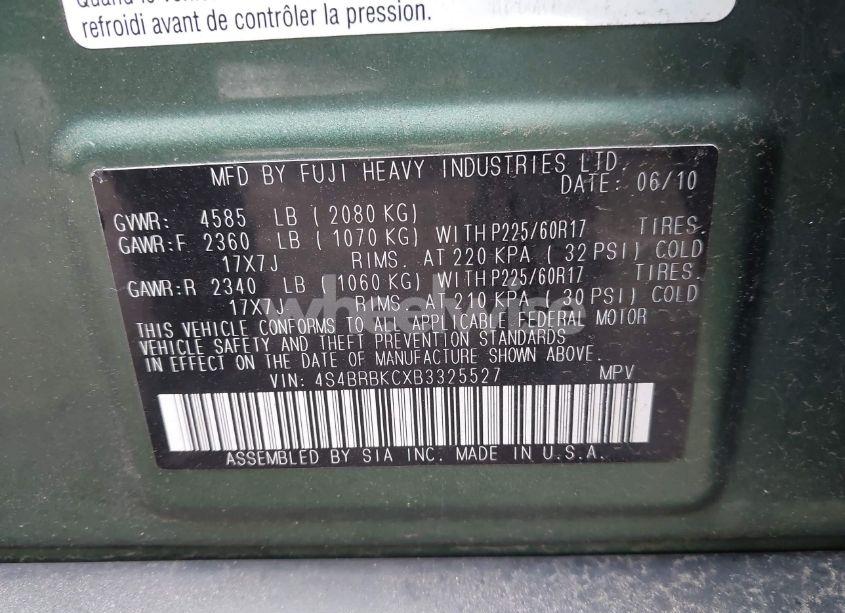 Quand le
refroidi avant de contrôler la pression.
MFD BY FUJI HEAVY INDUSTRIES LTD.
DATE: 06/10
GVWR: 4585 LB ( 2080 KG)
GAWR:F 2360 LB ( 1070 KG) WITH P225/60R17 TIRES.
17X7J RIMS. AT 220 KPA ( 32 PSI) COLD
GAWR:R 2340 LB ( 1060 KG) WITH P225/60R17 TIRES.
17X7J RIMS. AT 210 KPA ( 30 PSI) COLD
wheelwise
THIS VEHICLE CONFORMS TO ALL APPLICABLE FEDERAL MOTOR
VEHICLE SAFETY AND THEFT PREVENTION STANDARDS
IN EFFECT ON THE DATE OF MANUFACTURE SHOWN ABOVE.
VIN: 4S4BRBKCXB3325527 MPV
ASSEMBLED BY SIA INC. MADE IN U.S.A.